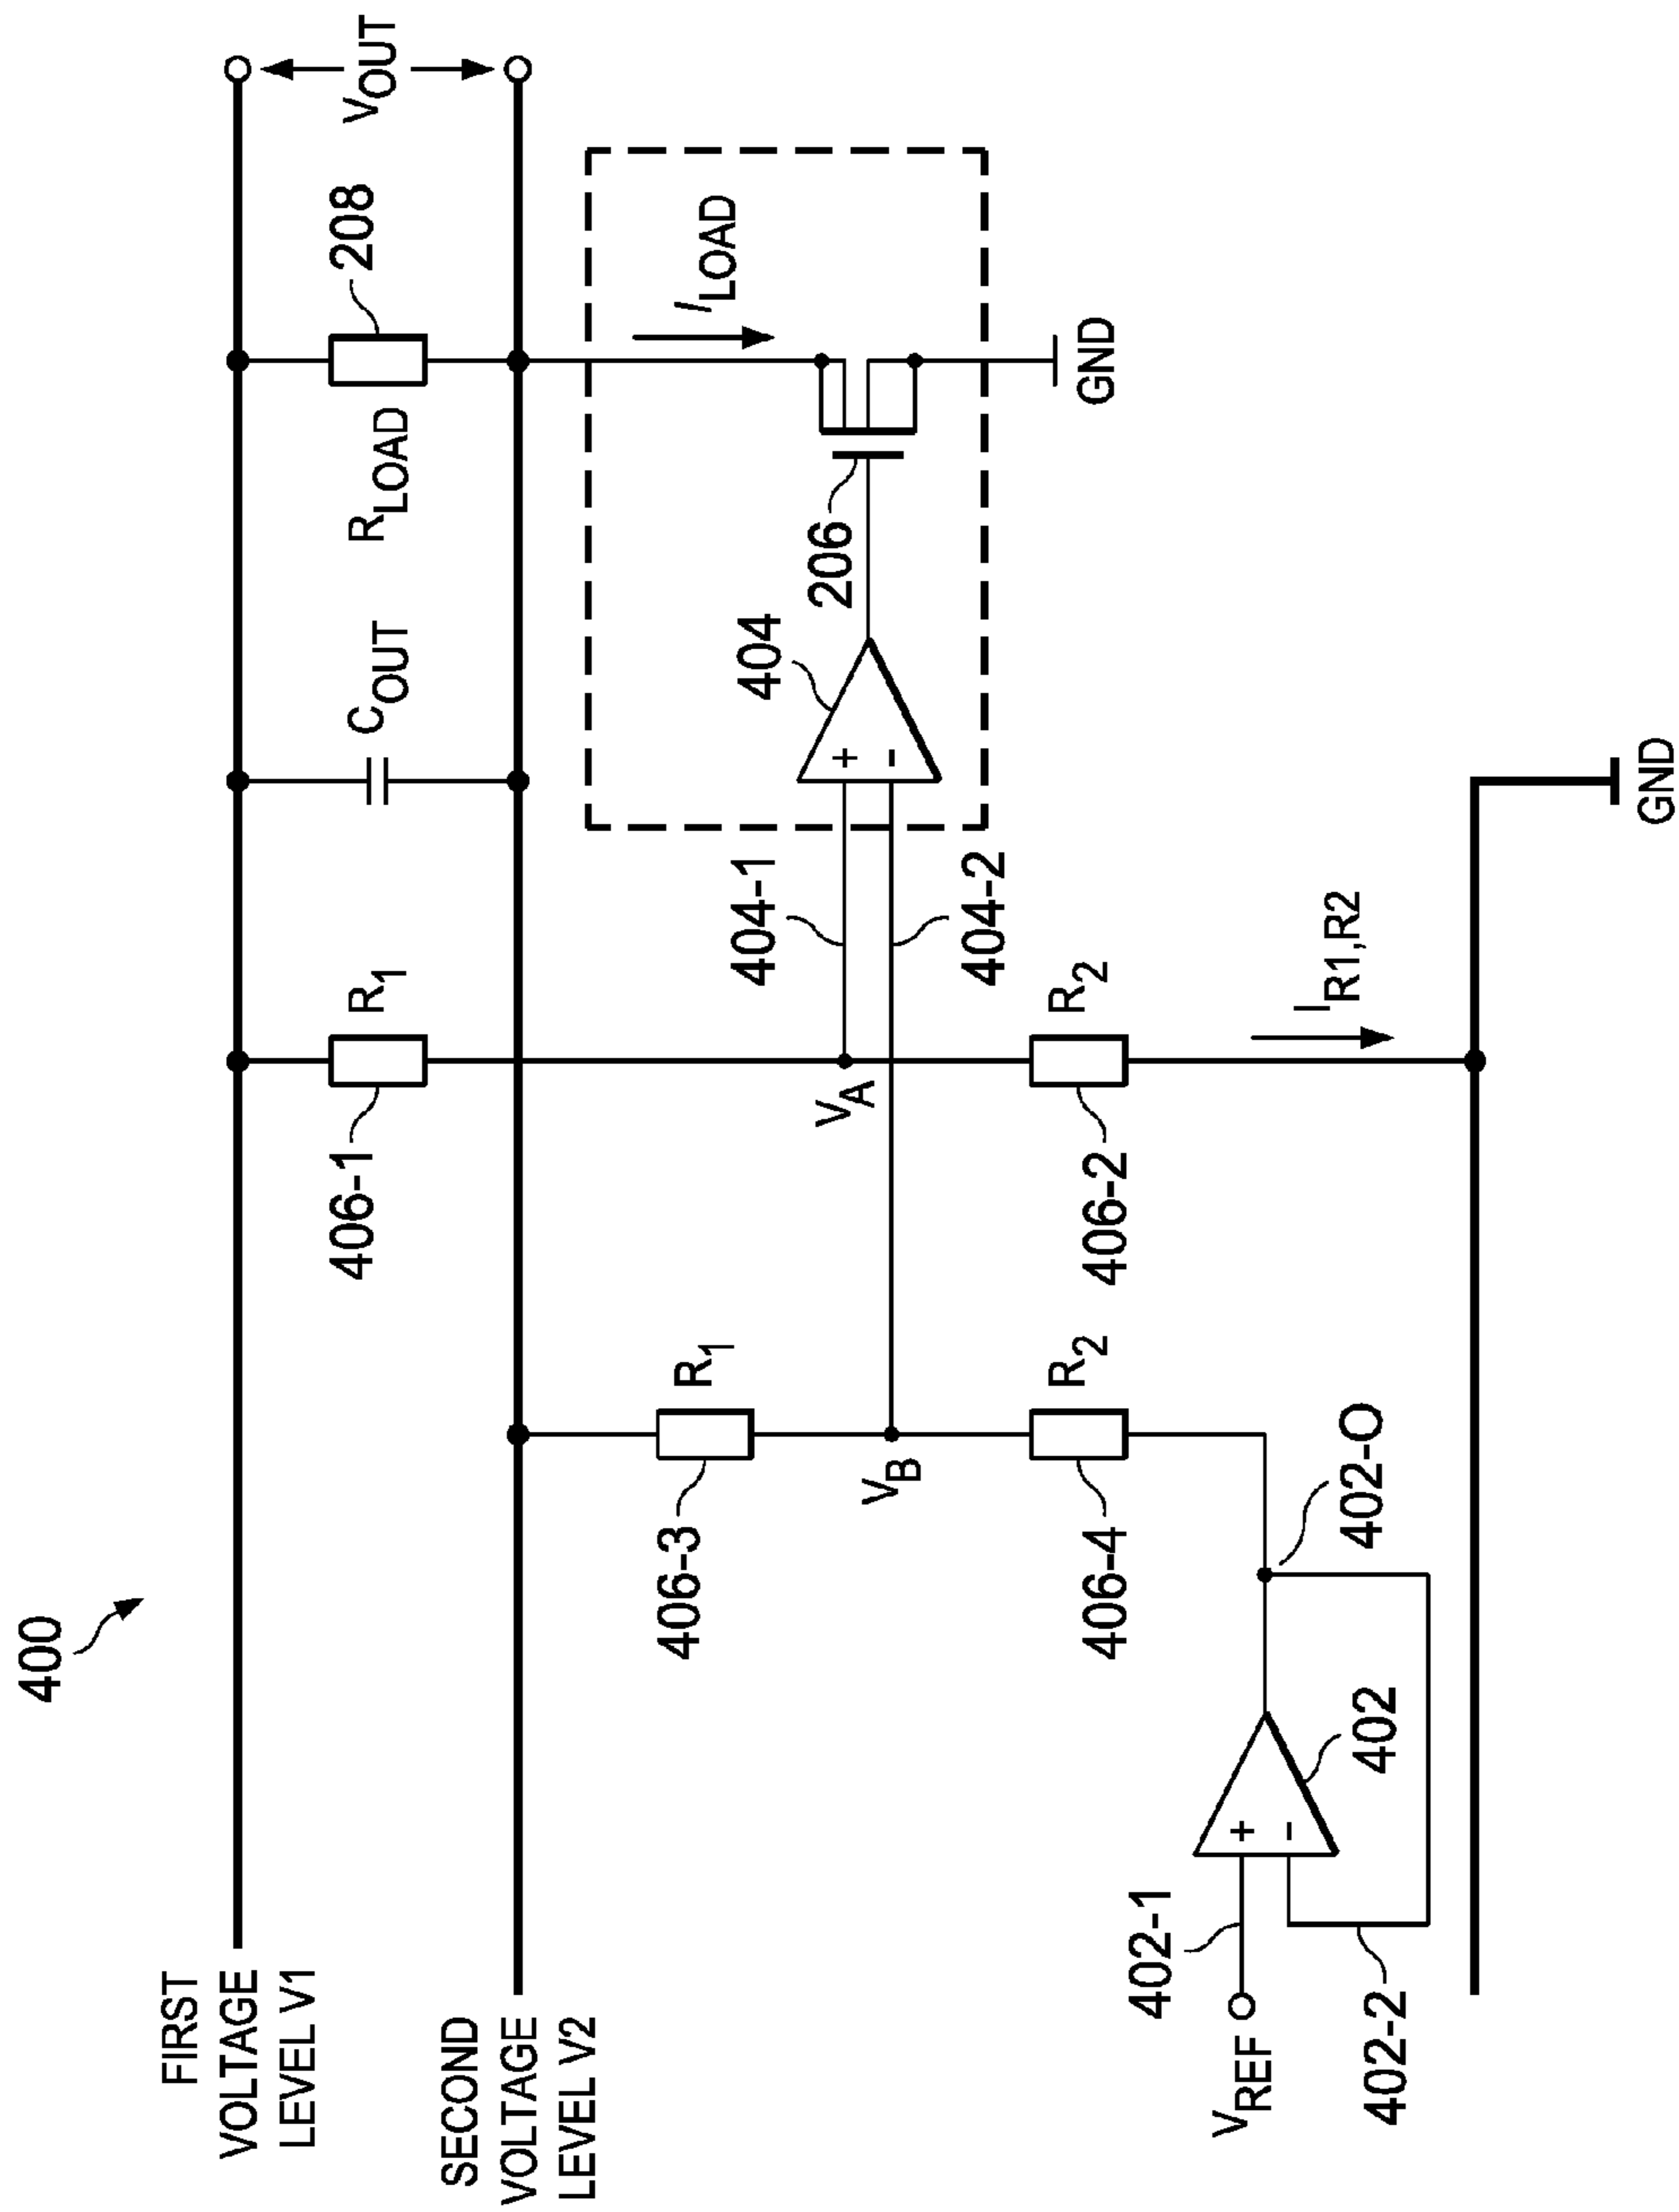 400
FIRST
VOLTAGE
LEVEL V1
SECOND
VOLTAGE
LEVEL V2
VOUT
406-1
R1
COUT
RLOAD
208
406-3
R1
VB
VA
404-1
404-2
404
+
-
206
ILOAD
GND
406-4
R2
406-2
R2
IR1,R2
VREF
402-1
402-2
+
-
402
402-O
GND